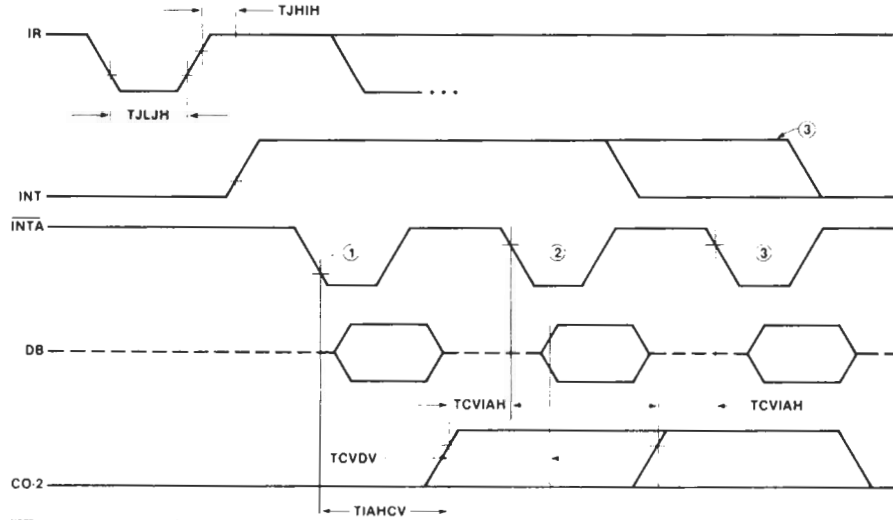 TJHIH
IR
TJLJH
③
INT
INTA
① ② ③
DB
TCVIAH TCVIAH
TCVDV
CO-2
TIAHCV